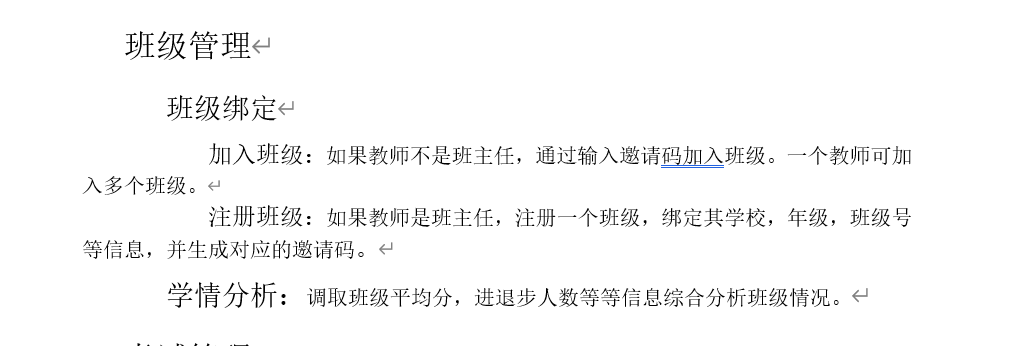 班级管理
班级绑定
加入班级：如果教师不是班主任，通过输入邀请码加入班级。一个教师可加
入多个班级。
注册班级：如果教师是班主任，注册一个班级，绑定其学校，年级，班级号
等信息，并生成对应的邀请码。
学情分析：调取班级平均分，进退步人数等等信息综合分析班级情况。